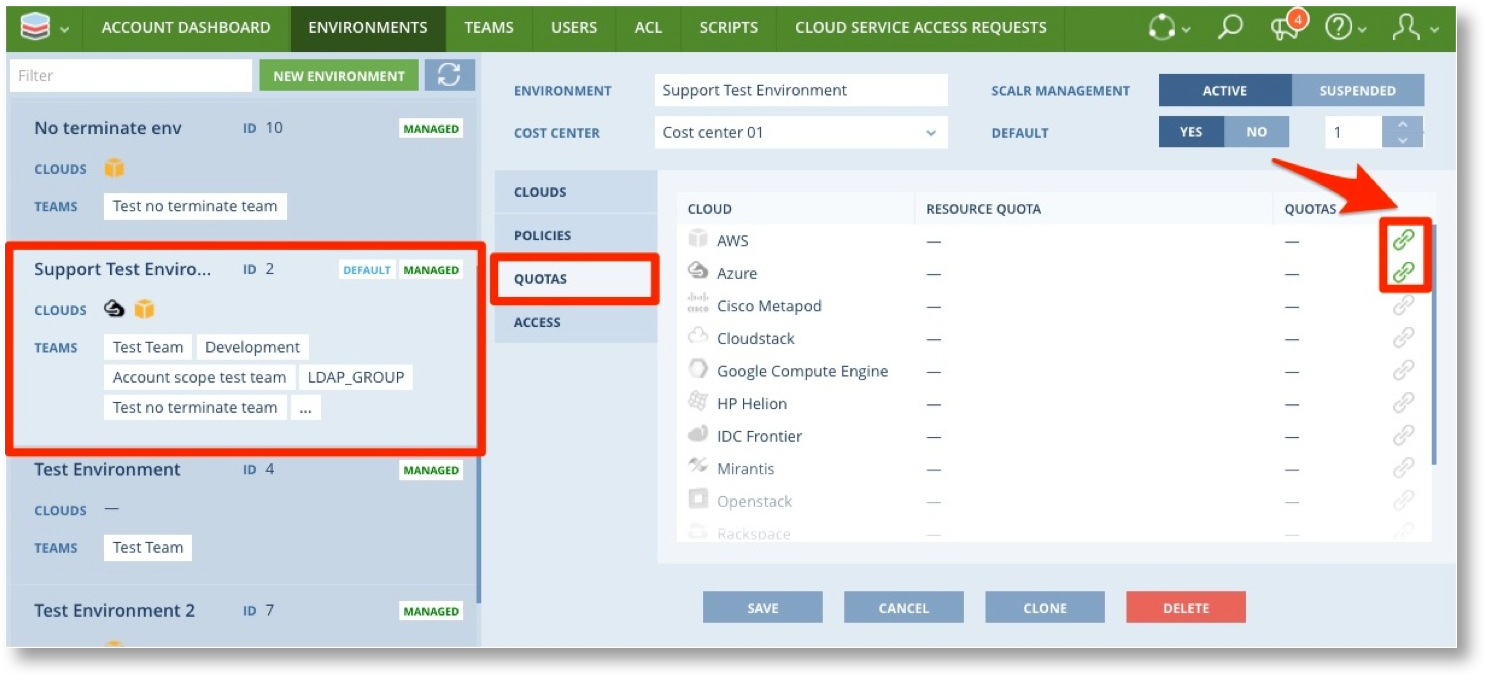 ACCOUNT DASHBOARD ENVIRONMENTS TEAMS USERS ACL SCRIPTS CLOUD SERVICE ACCESS REQUESTS 4
Filter NEW ENVIRONMENT
No terminate env ID 10 MANAGED
CLOUDS
TEAMS Test no terminate team
Support Test Enviro... ID 2 DEFAULT MANAGED
CLOUDS
TEAMS Test Team Development
Account scope test team LDAP_GROUP
Test no terminate team ...
Test Environment ID 4 MANAGED
CLOUDS —
TEAMS Test Team
Test Environment 2 ID 7 MANAGED
ENVIRONMENT Support Test Environment SCALR MANAGEMENT ACTIVE SUSPENDED
COST CENTER Cost center 01 DEFAULT YES NO 1
CLOUDS
POLICIES
QUOTAS
ACCESS
CLOUD RESOURCE QUOTA QUOTAS
AWS — —
Azure — —
cisco Cisco Metapod — —
Cloudstack — —
Google Compute Engine — —
HP Helion — —
IDC Frontier — —
Mirantis — —
Openstack — —
Rackspace — —
SAVE CANCEL CLONE DELETE